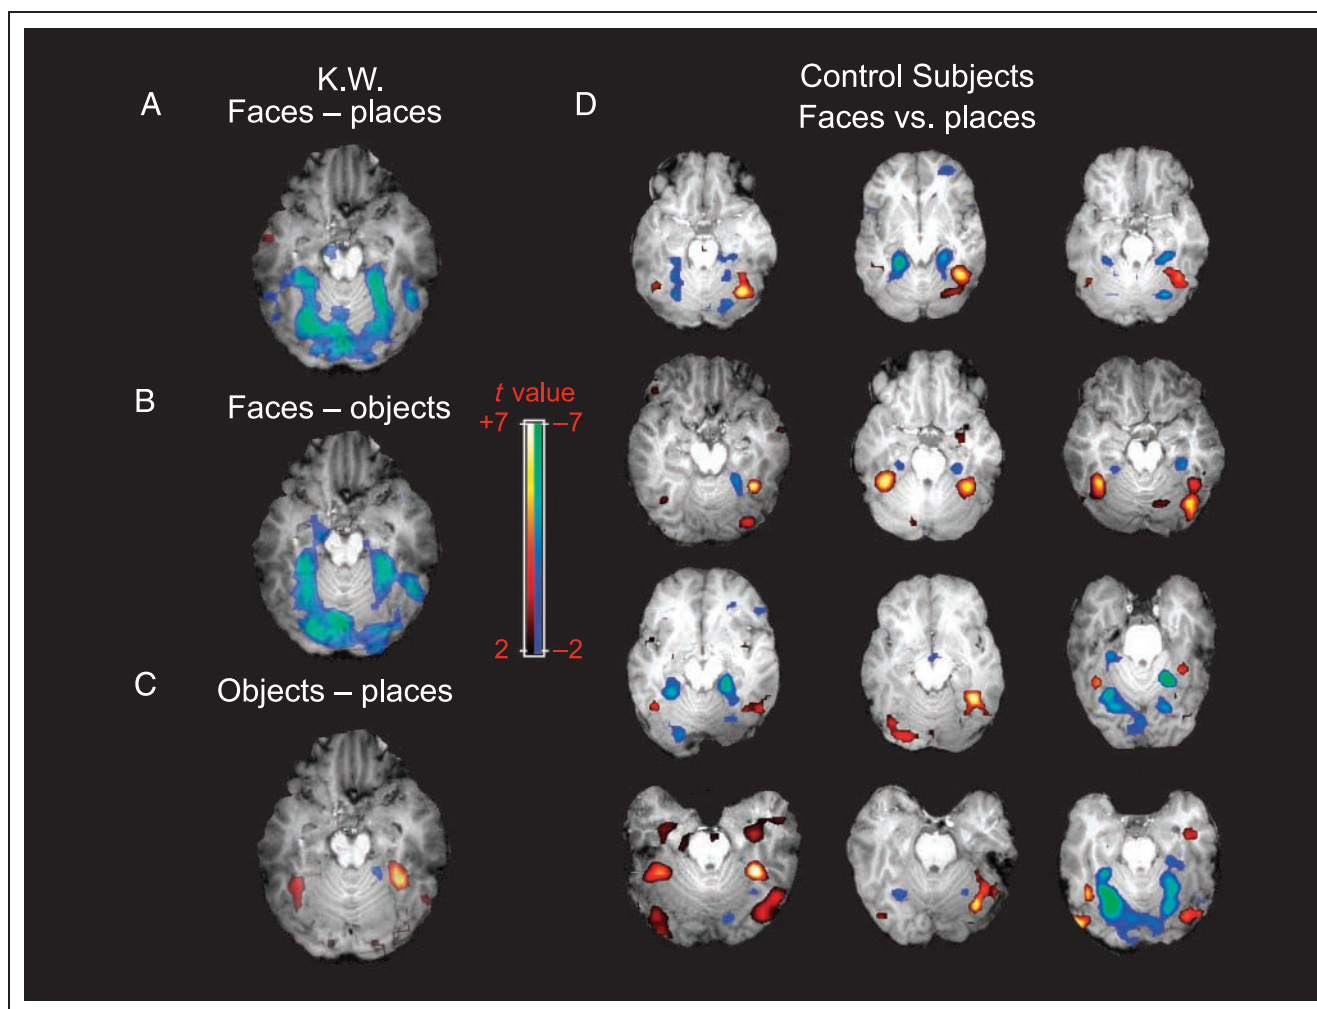 K.W.
A
Faces – places
B
Faces – objects
C
Objects – places
t value
+7
–7
2
–2
D
Control Subjects
Faces vs. places